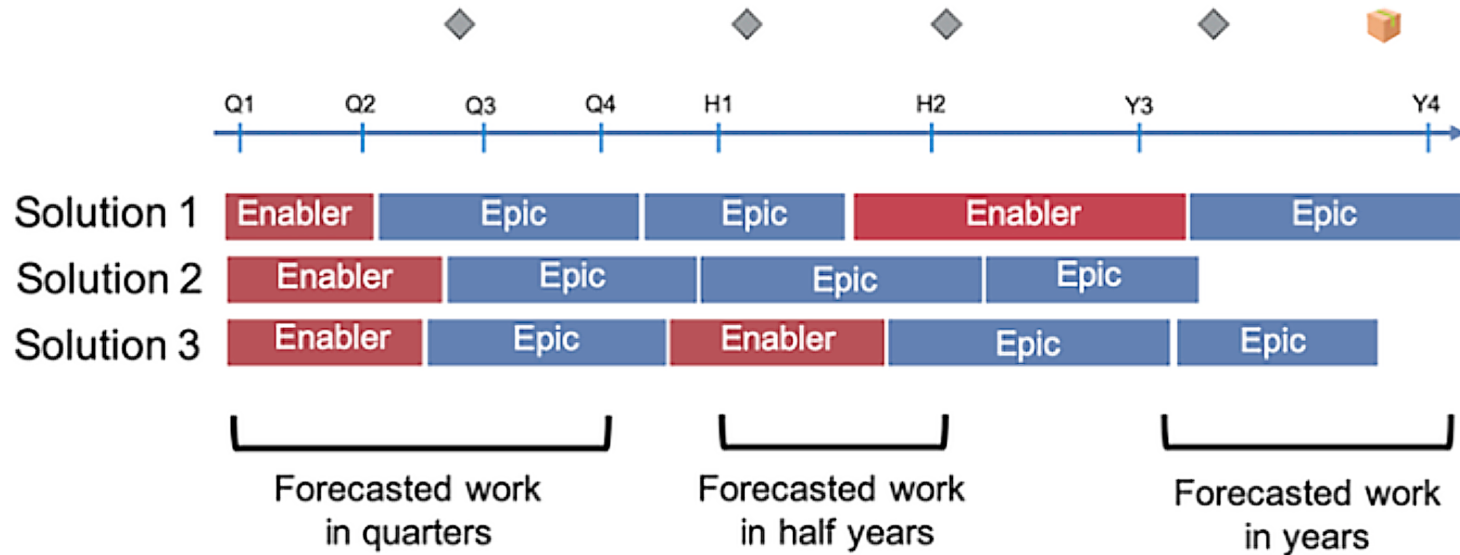 Q1 Q2 Q3 Q4 H1 H2 Y3 Y4
Solution 1 Enabler Epic Epic Enabler Epic
Solution 2 Enabler Epic Epic Epic
Solution 3 Enabler Epic Enabler Epic Epic
Forecasted work
in quarters
Forecasted work
in half years
Forecasted work
in years